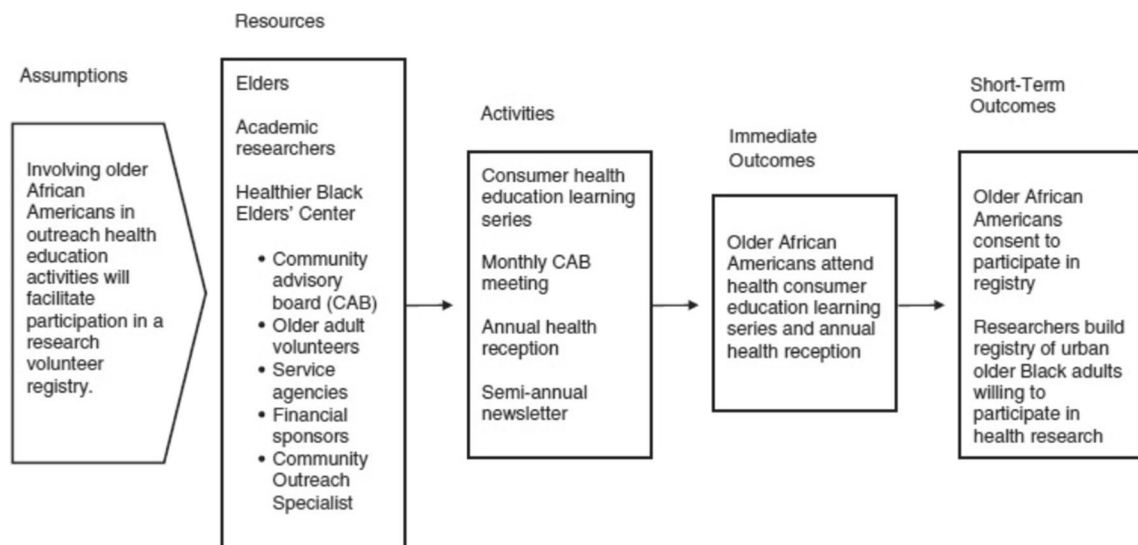 Assumptions
Involving older
African
Americans in
outreach health
education
activities will
facilitate
participation in a
research
volunteer
registry.
Resources
Elders
Academic
researchers
Healthier Black
Elders' Center
• Community
advisory
board (CAB)
• Older adult
volunteers
• Service
agencies
• Financial
sponsors
• Community
Outreach
Specialist
Activities
Consumer health
education learning
series
Monthly CAB
meeting
Annual health
reception
Semi-annual
newsletter
Immediate
Outcomes
Older African
Americans attend
health consumer
education learning
series and annual
health reception
Short-Term
Outcomes
Older African
Americans
consent to
participate in
registry
Researchers build
registry of urban
older Black adults
willing to
participate in
health research